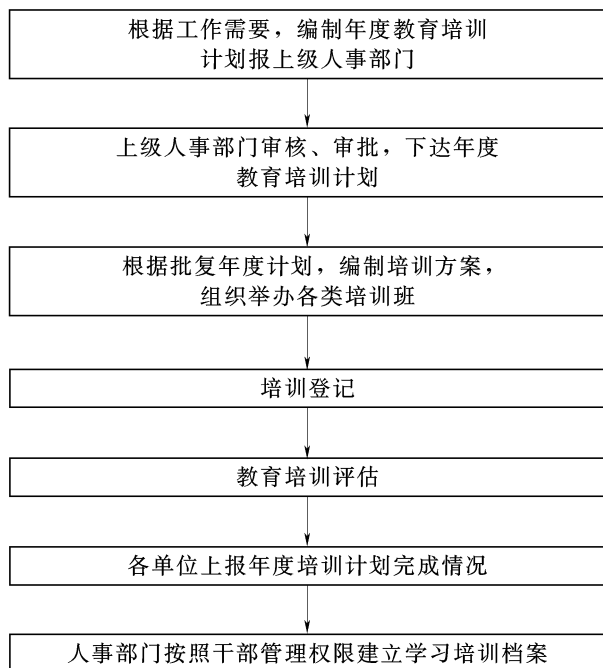 根据工作需要，编制年度教育培训
计划报上级人事部门
上级人事部门审核、审批，下达年度
教育培训计划
根据批复年度计划，编制培训方案，
组织举办各类培训班
培训登记
教育培训评估
各单位上报年度培训计划完成情况
人事部门按照干部管理权限建立学习培训档案